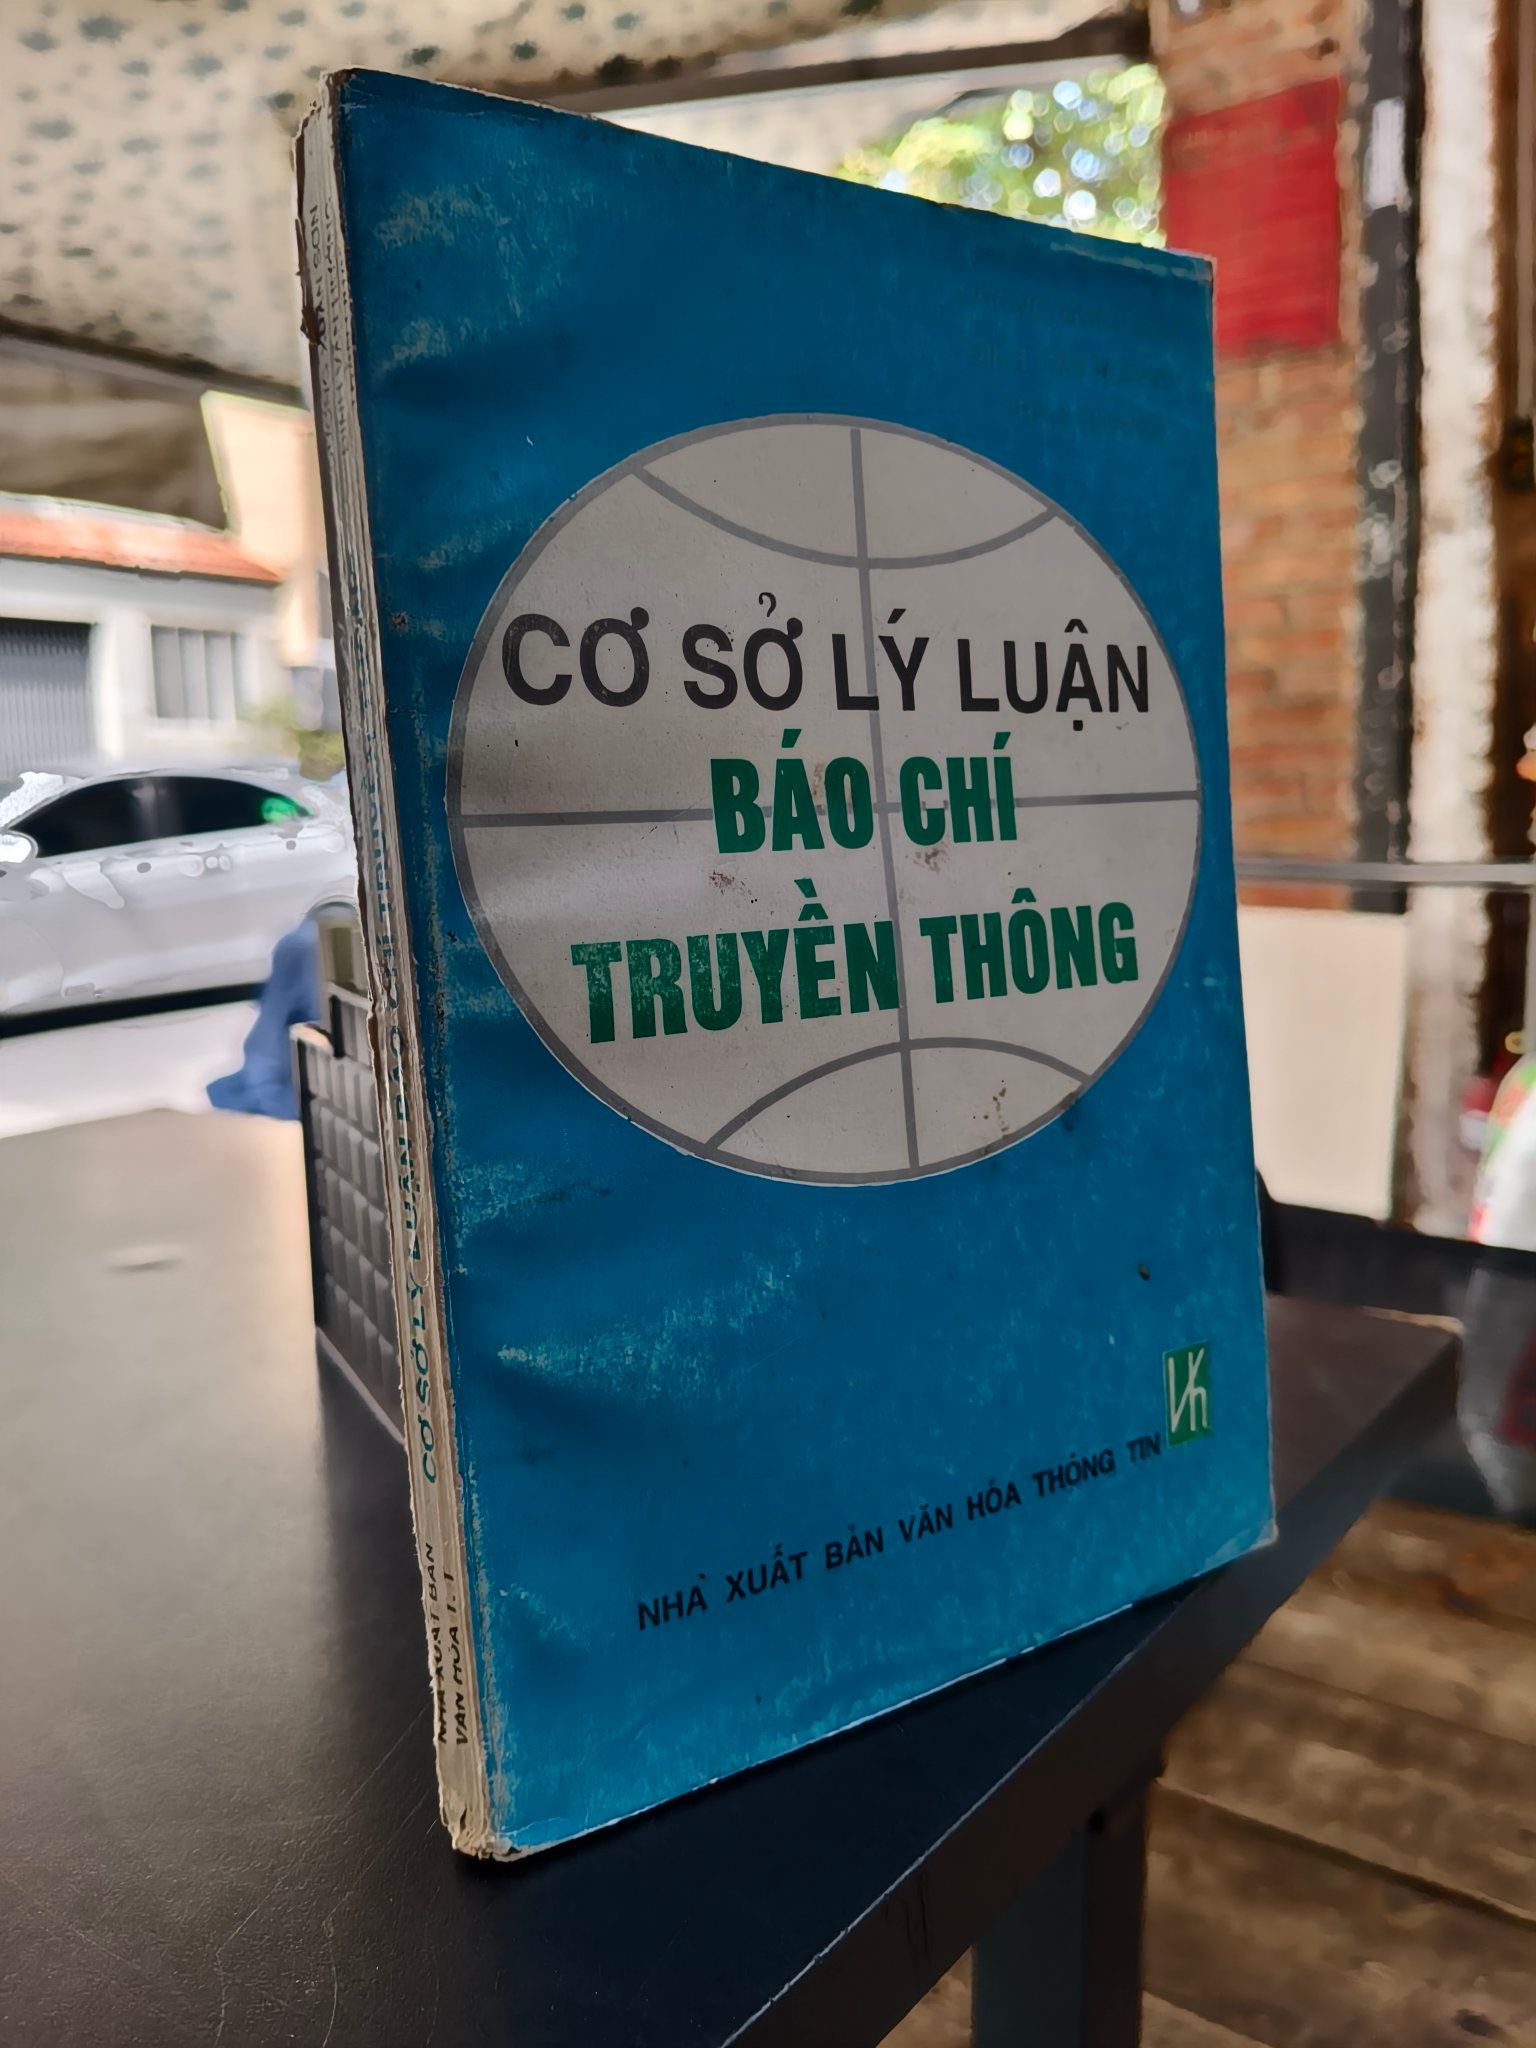 CƠ SỞ LÝ LUẬN
BÁO CHÍ
TRUYỀN THÔNG
NHÀ XUẤT BẢN VĂN HÓA THÔNG TIN
CƠ SỞ LÝ LUẬN BÁO CHÍ TRUYỀN
NHÀ XUẤT BẢN
VĂN HÓA T.T